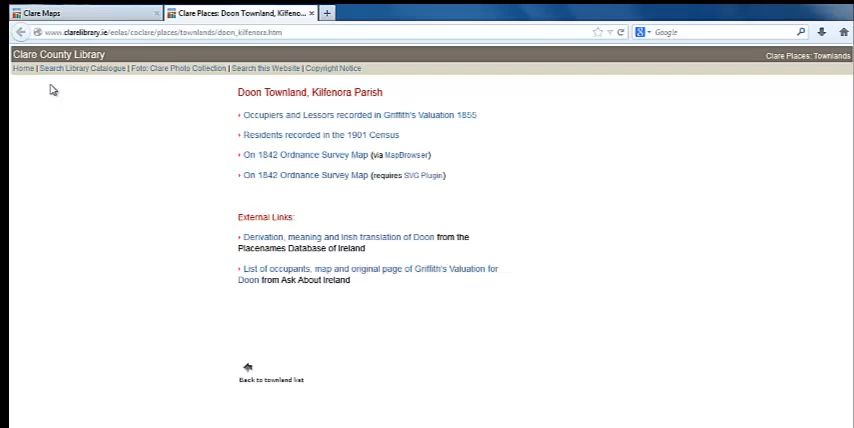 Clare Maps × Clare Places: Doon Townland, Kilfeno... × +
www.clarelibrary.ie/eolas/coclare/places/townlands/doon_kilfenora.htm Google
Clare County Library
Clare Places: Townlands
Home | Search Library Catalogue | Foto: Clare Photo Collection | Search this Website | Copyright Notice
Doon Townland, Kilfenora Parish
Occupiers and Lessors recorded in Griffith's Valuation 1855
Residents recorded in the 1901 Census
On 1842 Ordnance Survey Map (via MapBrowser)
On 1842 Ordnance Survey Map (requires SVG Plugin)
External Links:
Derivation, meaning and Irish translation of Doon from the
Placenames Database of Ireland
List of occupants, map and original page of Griffith's Valuation for
Doon from Ask About Ireland
Back to townland list